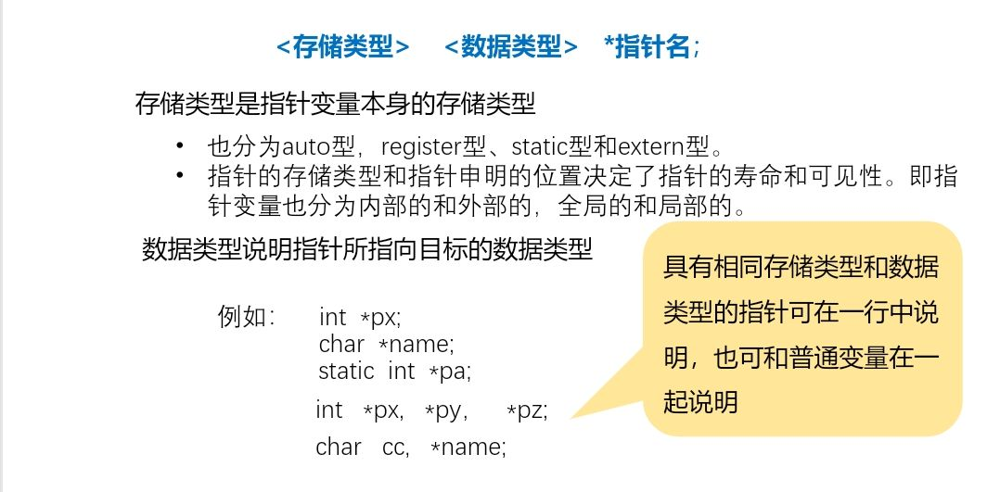 <存储类型> <数据类型> *指针名;
存储类型是指针变量本身的存储类型
• 也分为auto型, register型、static型和extern型。
• 指针的存储类型和指针申明的位置决定了指针的寿命和可见性。即指
针变量也分为内部的和外部的, 全局的和局部的。
数据类型说明指针所指向目标的数据类型
例如: int *px;
char *name;
static int *pa;
int *px, *py, *pz;
char cc, *name;
具有相同存储类型和数据
类型的指针可在一行中说
明，也可和普通变量在一
起说明